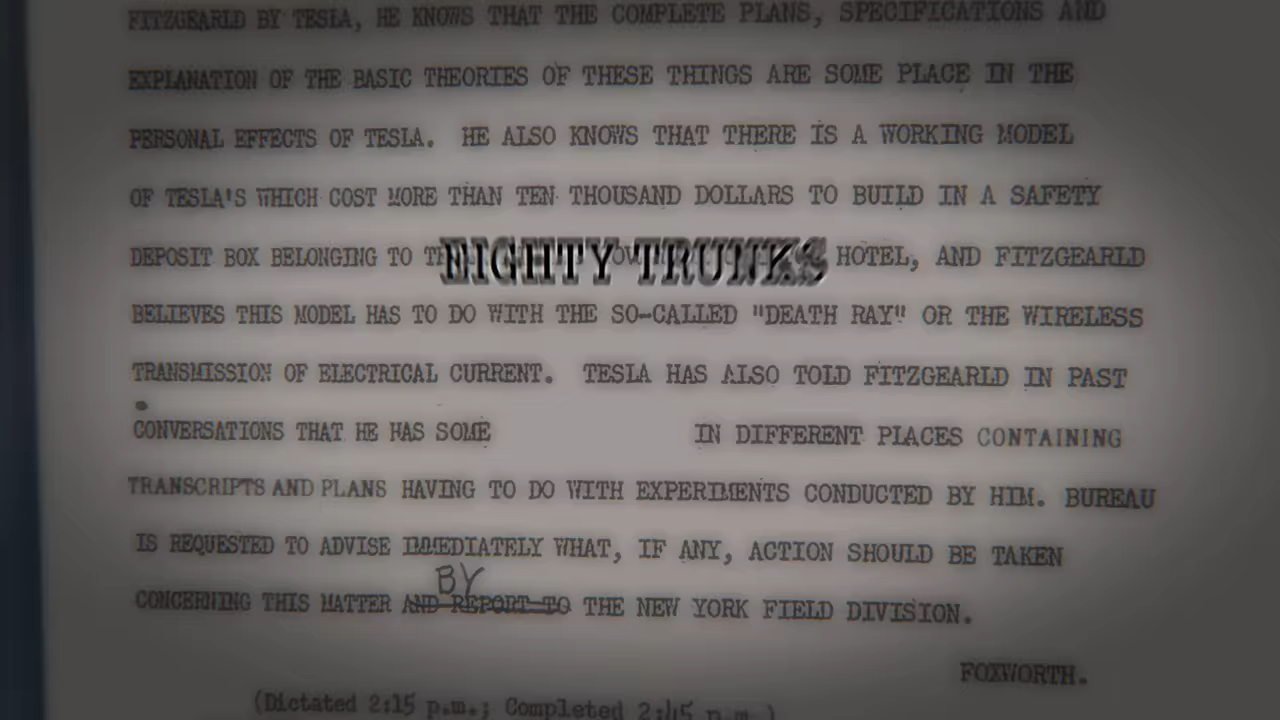 FITZGEARLD BY TESLA, HE KNOWS THAT THE COMPLETE PLANS, SPECIFICATIONS AND
EXPLANATION OF THE BASIC THEORIES OF THESE THINGS ARE SOME PLACE IN THE
PERSONAL EFFECTS OF TESLA. HE ALSO KNOWS THAT THERE IS A WORKING MODEL
OF TESLA'S WHICH COST MORE THAN TEN THOUSAND DOLLARS TO BUILD IN A SAFETY
DEPOSIT BOX BELONGING TO EIGHTY TRUNKS HOTEL, AND FITZGEARLD
BELIEVES THIS MODEL HAS TO DO WITH THE SO-CALLED "DEATH RAY" OR THE WIRELESS
TRANSMISSION OF ELECTRICAL CURRENT. TESLA HAS ALSO TOLD FITZGEARLD IN PAST
CONVERSATIONS THAT HE HAS SOME IN DIFFERENT PLACES CONTAINING
TRANSCRIPTS AND PLANS HAVING TO DO WITH EXPERIMENTS CONDUCTED BY HIM. BUREAU
IS REQUESTED TO ADVISE IMMEDIATELY WHAT, IF ANY, ACTION SHOULD BE TAKEN
BY
CONCERNING THIS MATTER AND REPORT TO THE NEW YORK FIELD DIVISION.
FOXWORTH.
(Dictated 2:15 p.m.; Completed 2:45 p.m.)